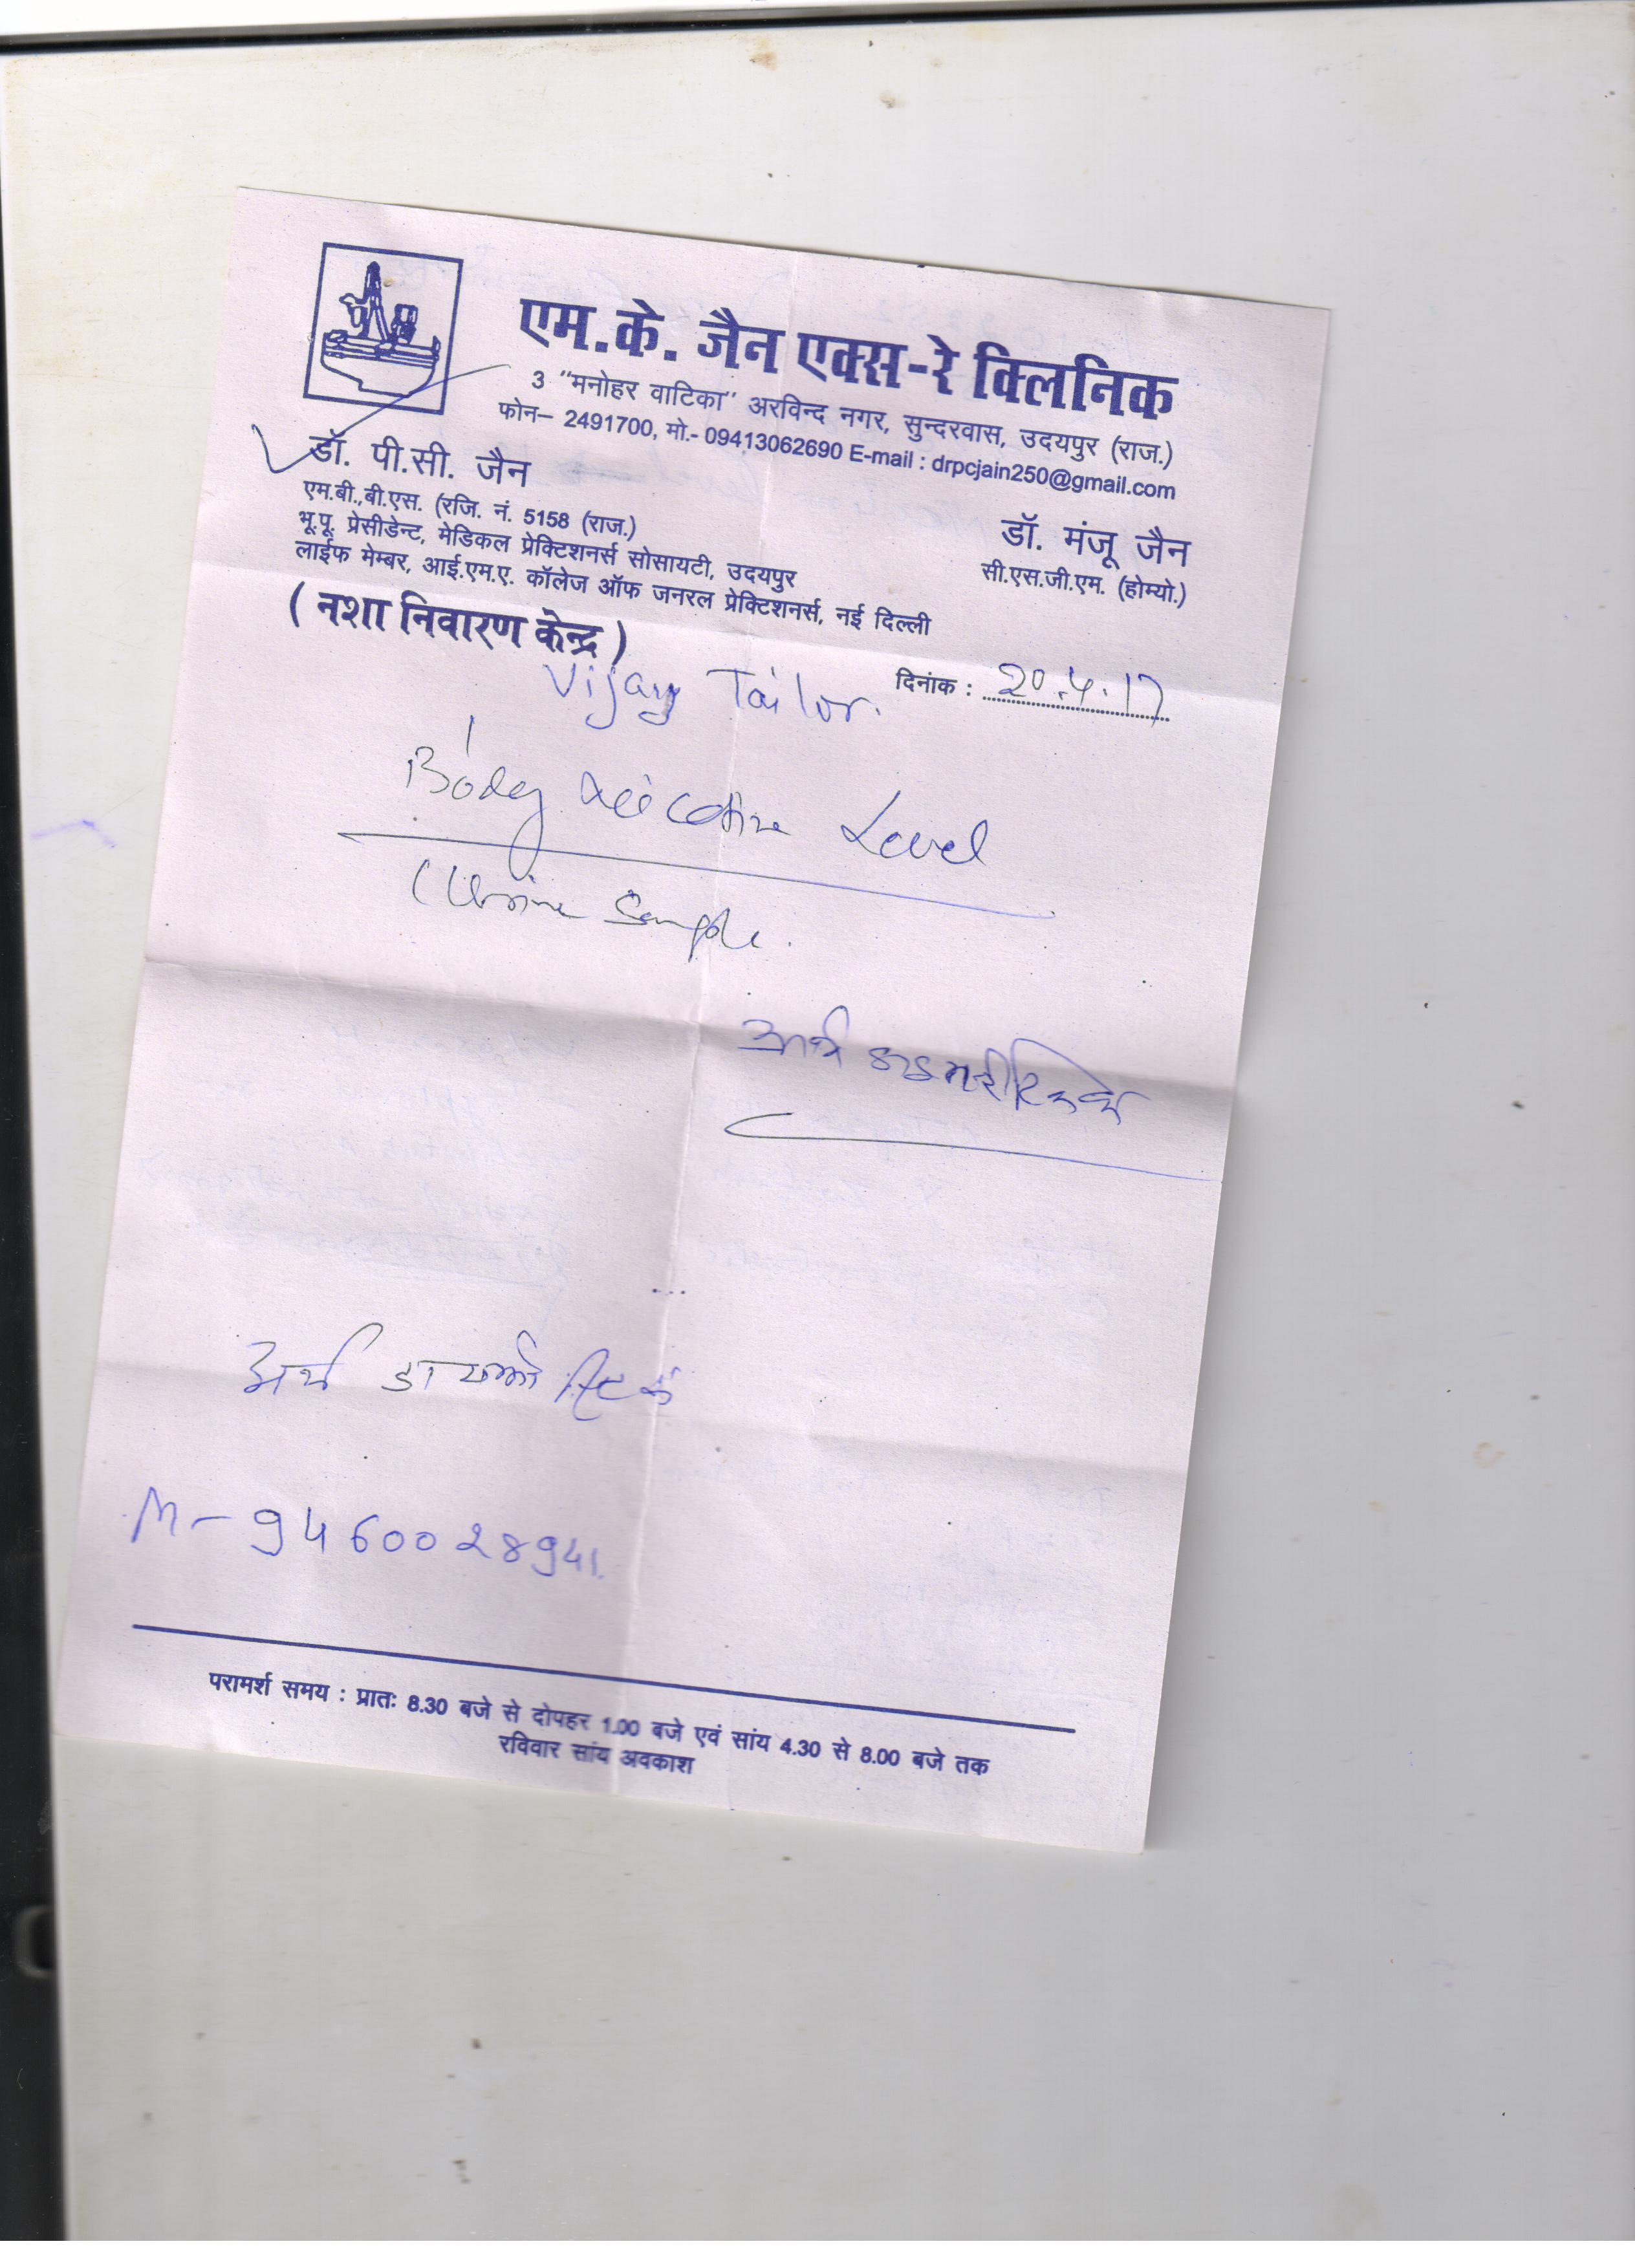 एम.के. जैन एक्स-रे क्लिनिक
3 "मनोहर वाटिका" अरविन्द नगर, सुन्दरवास, उदयपुर (राज.)
फोन– 2491700, मो.- 09413062690 E-mail : drpcjain250@gmail.com
डॉ. पी.सी. जैन
एम.बी.,बी.एस. (रजि. नं. 5158 (राज.)
भू.पू. प्रेसीडेन्ट, मेडिकल प्रेक्टिशनर्स सोसायटी, उदयपुर
लाईफ मेम्बर, आई.एम.ए. कॉलेज ऑफ जनरल प्रेक्टिशनर्स, नई दिल्ली
(नशा निवारण केन्द्र)
डॉ. मंजू जैन
सी.एस.जी.एम. (होम्यो.)
दिनांक : 20.4.17
Vijay Tailor.
Body Level
(Urine Sample.
अर्थ
अर्थ
M- 9460028941.
परामर्श समय : प्रातः 8.30 बजे से दोपहर 1.00 बजे एवं सांय 4.30 से 8.00 बजे तक
रविवार सांय अवकाश